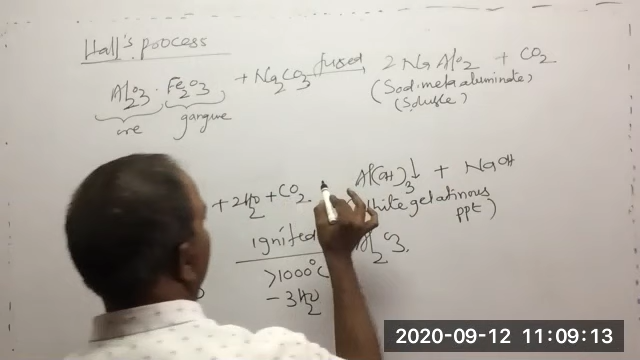 Hall's process
Al2O3 . Fe2O3 + Na2CO3 fused 2 NaAlO2 + CO2
ore gangue (Sod. meta aluminate)
(Soluble)
+ 2H2O + CO2 Al(OH)3↓ + NaOH
white gelatinous
ppt)
ignited Al2O3.
>1000°C
- 3H2O
2020-09-12 11:09:13